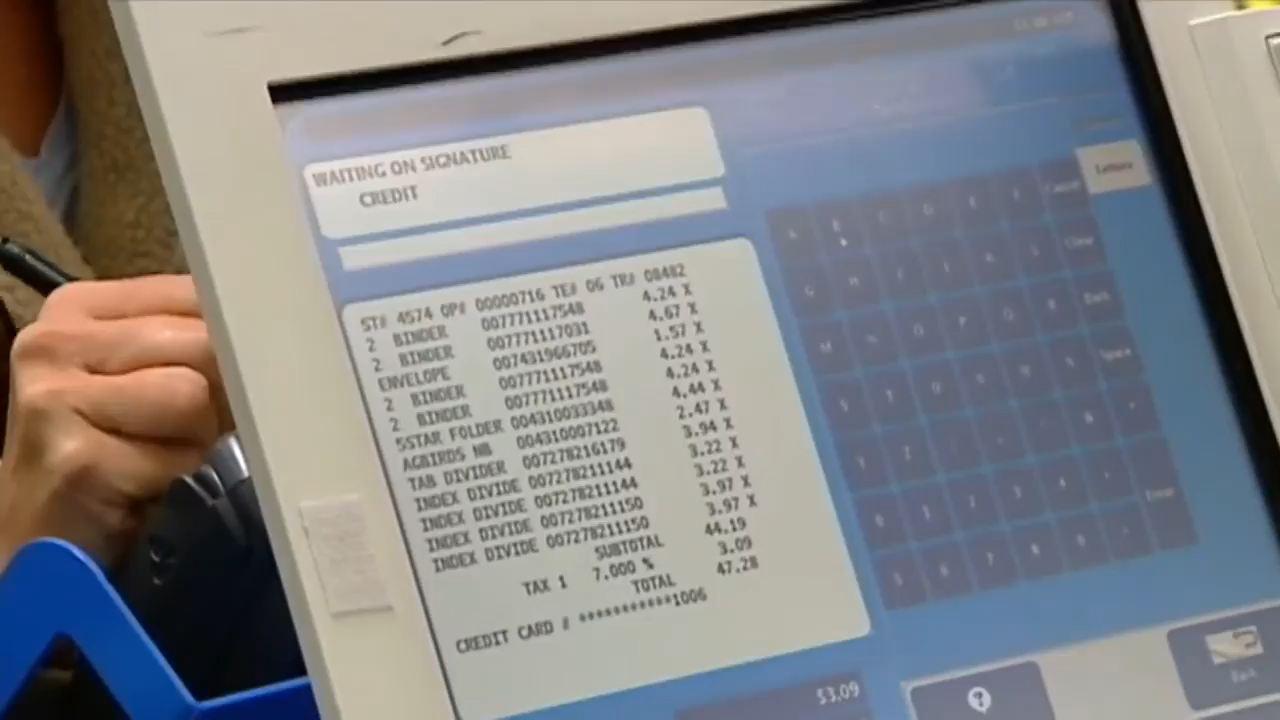 WAITING ON SIGNATURE
CREDIT
ST# 4574 OP# 00000716 TE# 06 TR# 08482
2 BINDER 007771117548 4.24 X
2 BINDER 007771117031 4.67 X
ENVELOPE 007431966705 1.57 X
2 BINDER 007771117548 4.24 X
2 BINDER 007771117548 4.24 X
5STAR FOLDER 004310033348 4.44 X
AGBIRDS NB 004310007122 2.47 X
TAB DIVIDER 007278216179 3.94 X
INDEX DIVIDE 007278211144 3.22 X
INDEX DIVIDE 007278211144 3.22 X
INDEX DIVIDE 007278211150 3.97 X
INDEX DIVIDE 007278211150 3.97 X
SUBTOTAL 44.19
TAX 1 7.000 % 3.09
TOTAL 47.28
CREDIT CARD # ************1006
$3.09
?